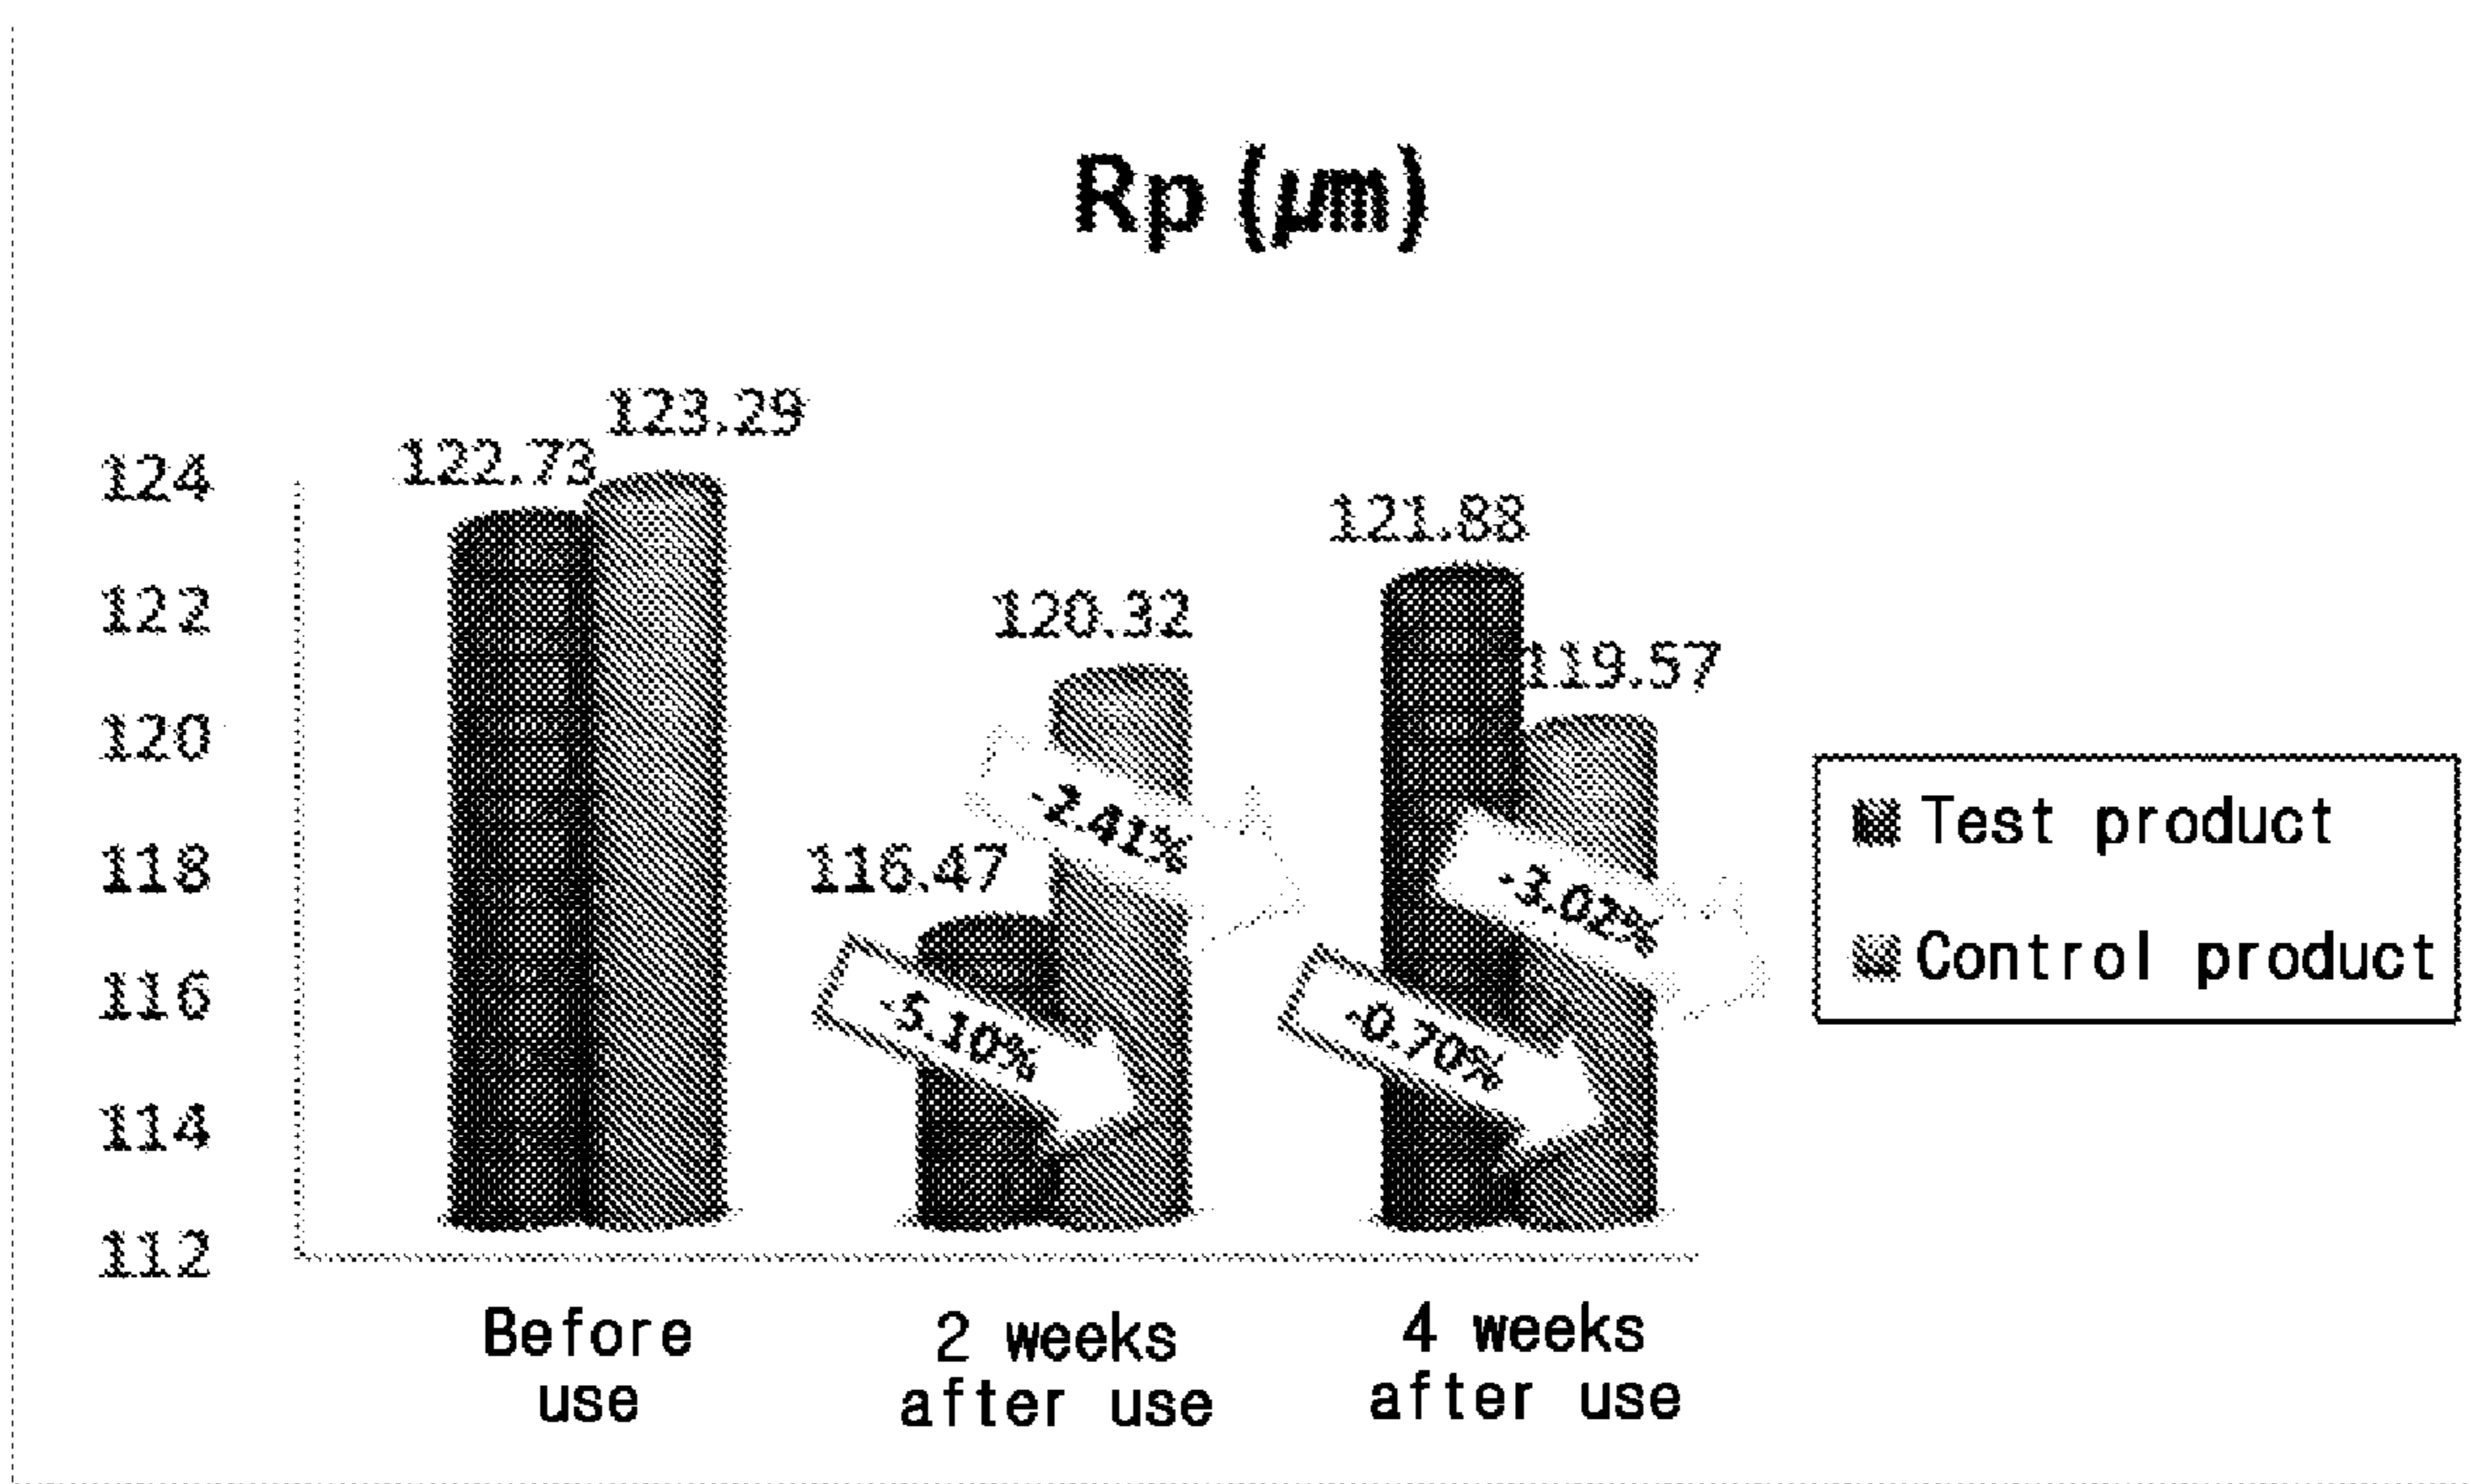 Rp(μm)
124
122
120
118
116
114
112
122.73
123.29
116.47
120.32
121.88
119.57
-2.41%
-5.10%
-3.02%
-0.70%
Before
use
2 weeks
after use
4 weeks
after use
Test product
Control product